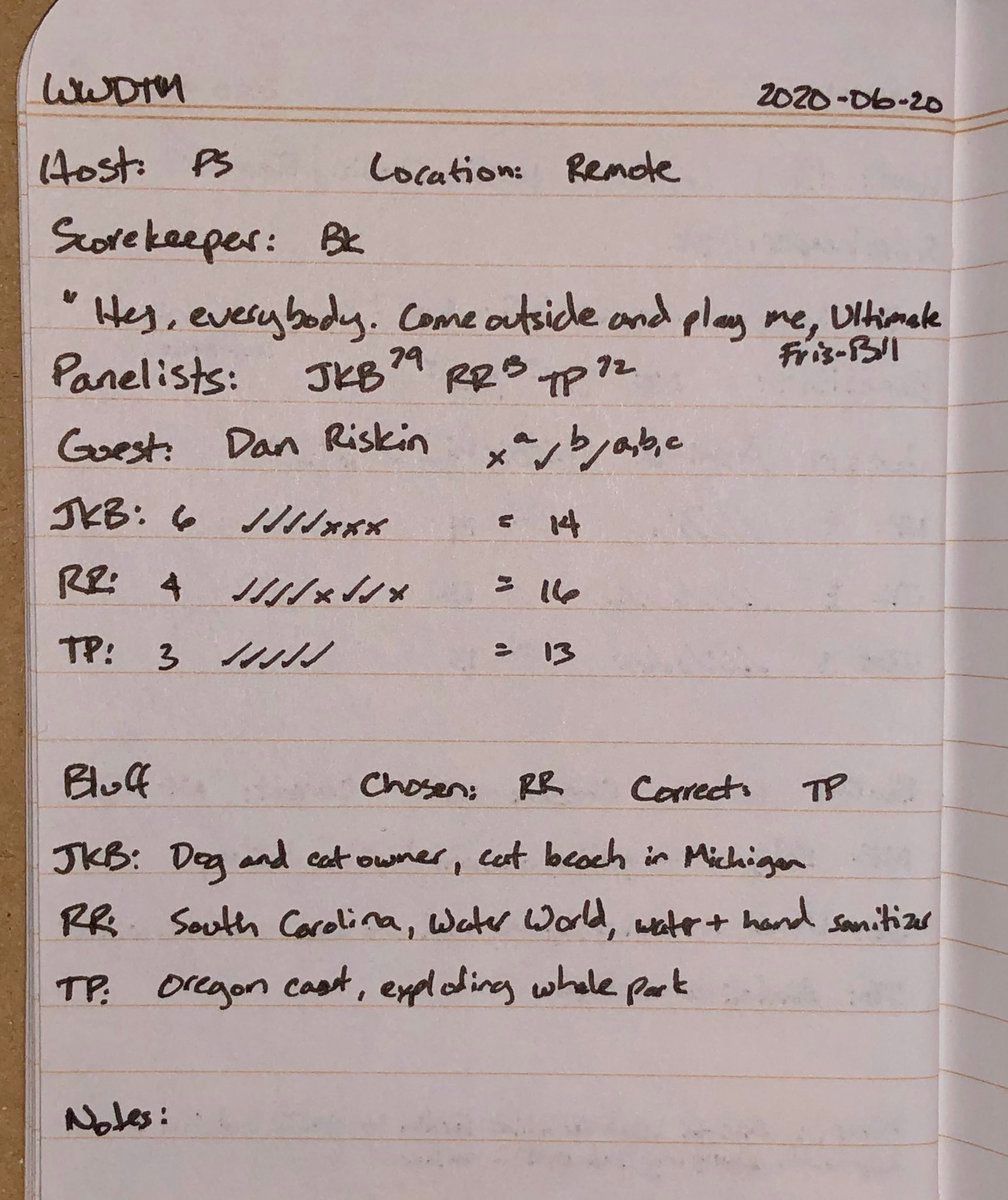 WWDTM 2020-06-20
Host: PS Location: Remote
Scorekeeper: BK
"Hey, everybody. Come outside and play me, Ultimate
Friz-Bill
Panelists: JKB 79 RR 13 TP 72
Guest: Dan Riskin x a ✓ b ✓ a,b,c
JKB: 6 ✓✓✓✓xxx = 14
RR: 4 ✓✓✓✓x✓✓x = 16
TP: 3 ✓✓✓✓✓ = 13
Bluff Chosen: RR Correct: TP
JKB: Dog and cat owner, cat beach in Michigan
RR: South Carolina, Water World, water + hand sanitizer
TP: Oregon cast, exploding whale park
Notes: